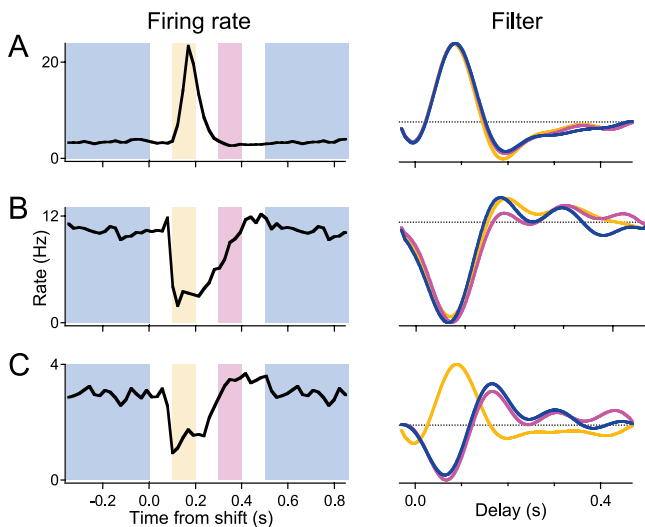 Firing rate
Filter
A
20
0
B
12
0
Rate (Hz)
C
4
0
-0.2 0.0 0.2 0.4 0.6 0.8
Time from shift (s)
0.0 0.4
Delay (s)